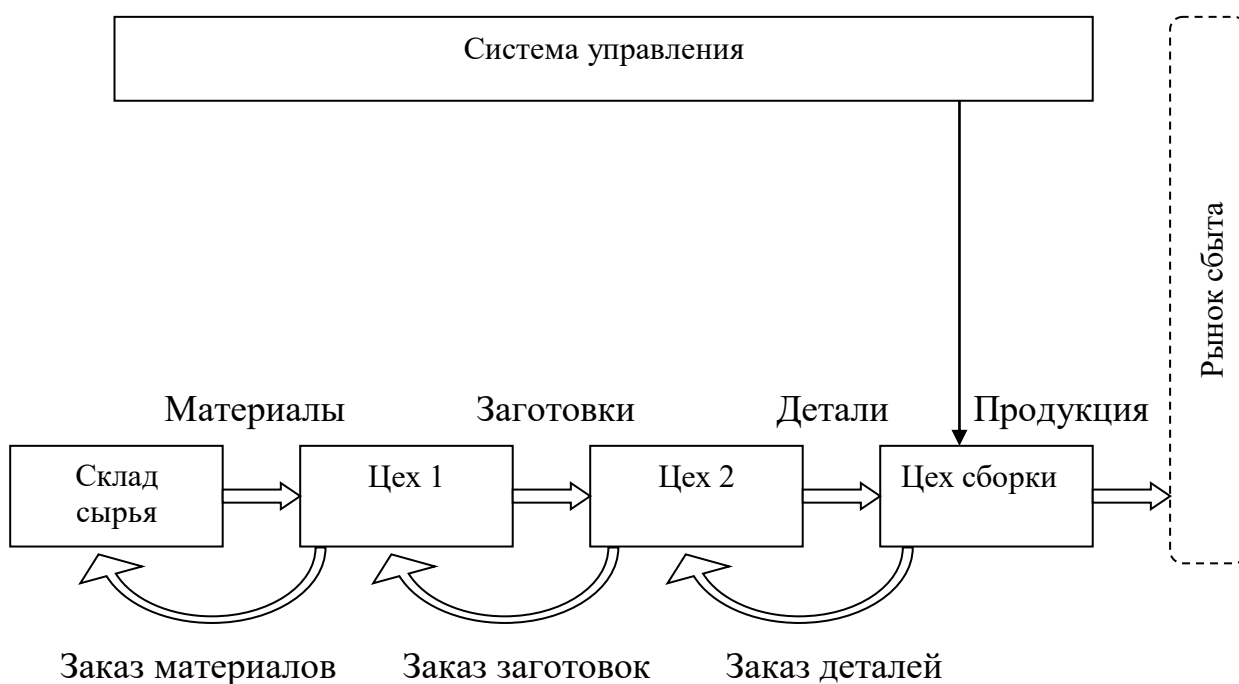 Система управления
Рынок сбыта
Материалы
Заготовки
Детали
Продукция
Склад
сырья
Цех 1
Цех 2
Цех сборки
Заказ материалов
Заказ заготовок
Заказ деталей